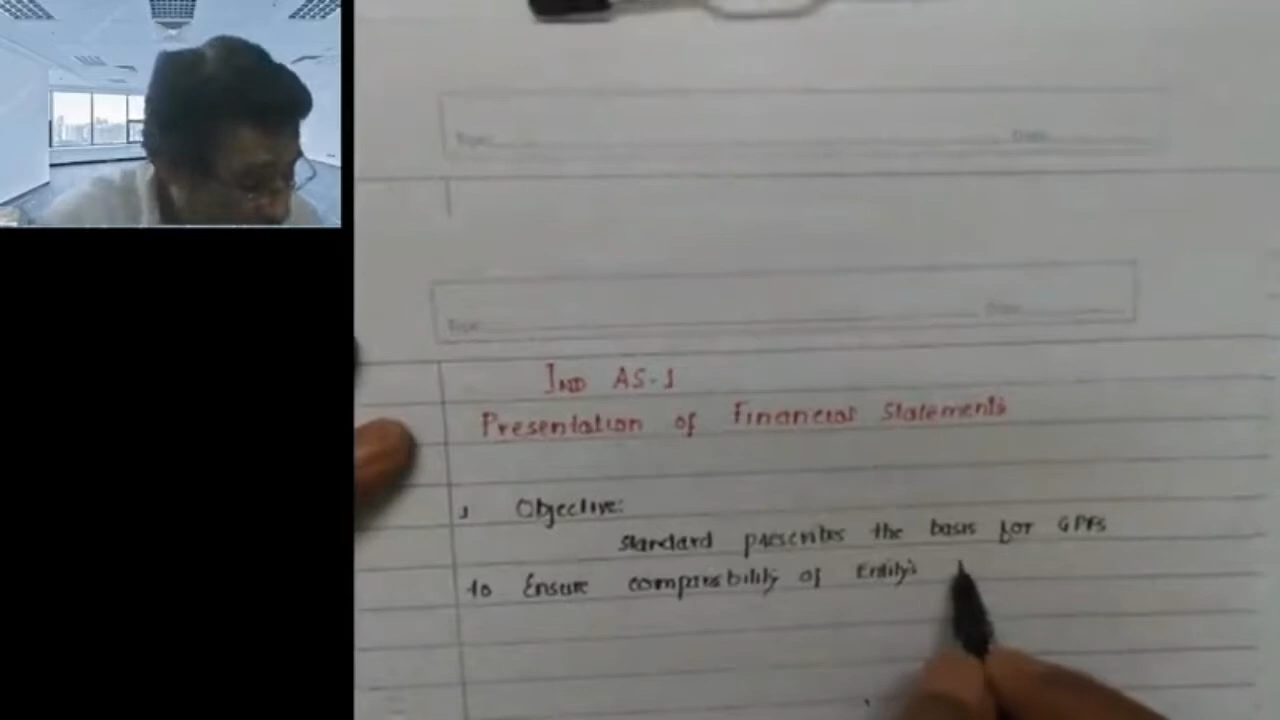 IND AS-1
Presentation of Financial Statements
1 Objective:
Standard prescribes the basis for GPFS
to Ensure comparability of Entity's